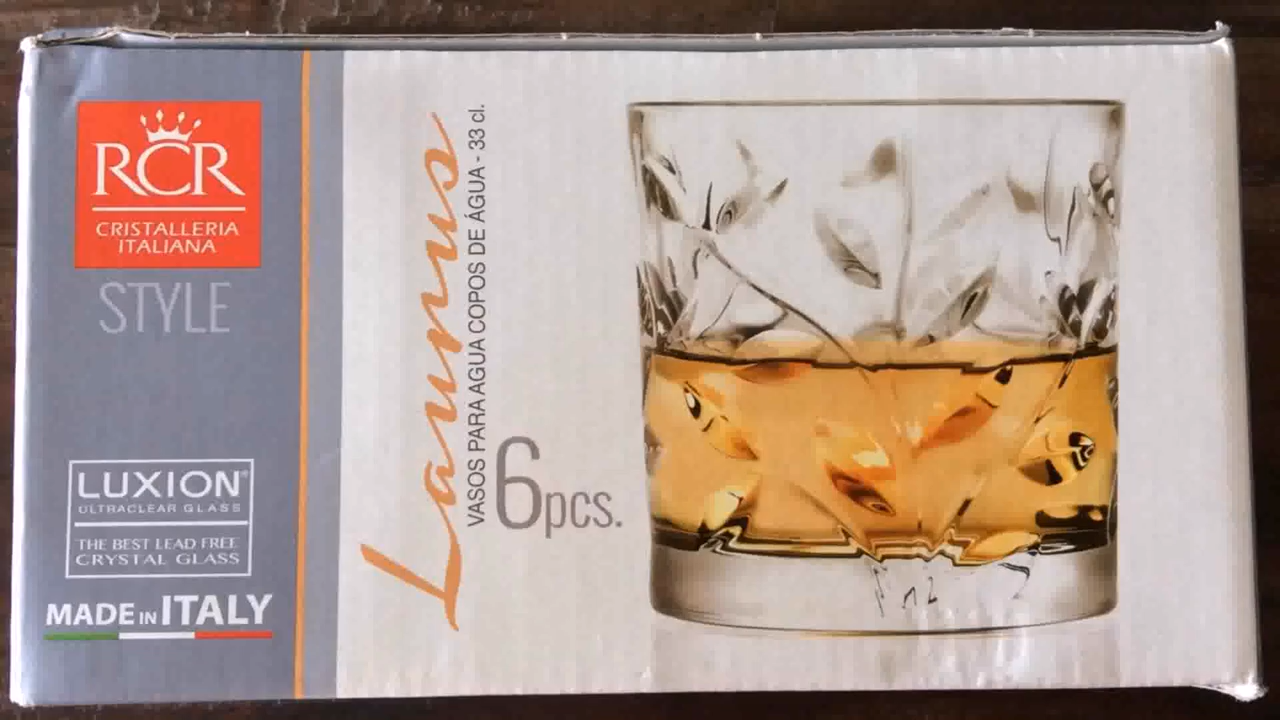 RCR
CRISTALLERIA
ITALIANA
STYLE
LUXION®
ULTRACLEAR GLASS
THE BEST LEAD FREE
CRYSTAL GLASS
MADE IN ITALY
Laurus
VASOS PARA AGUA COPOS DE ÁGUA - 33 cl.
6pcs.